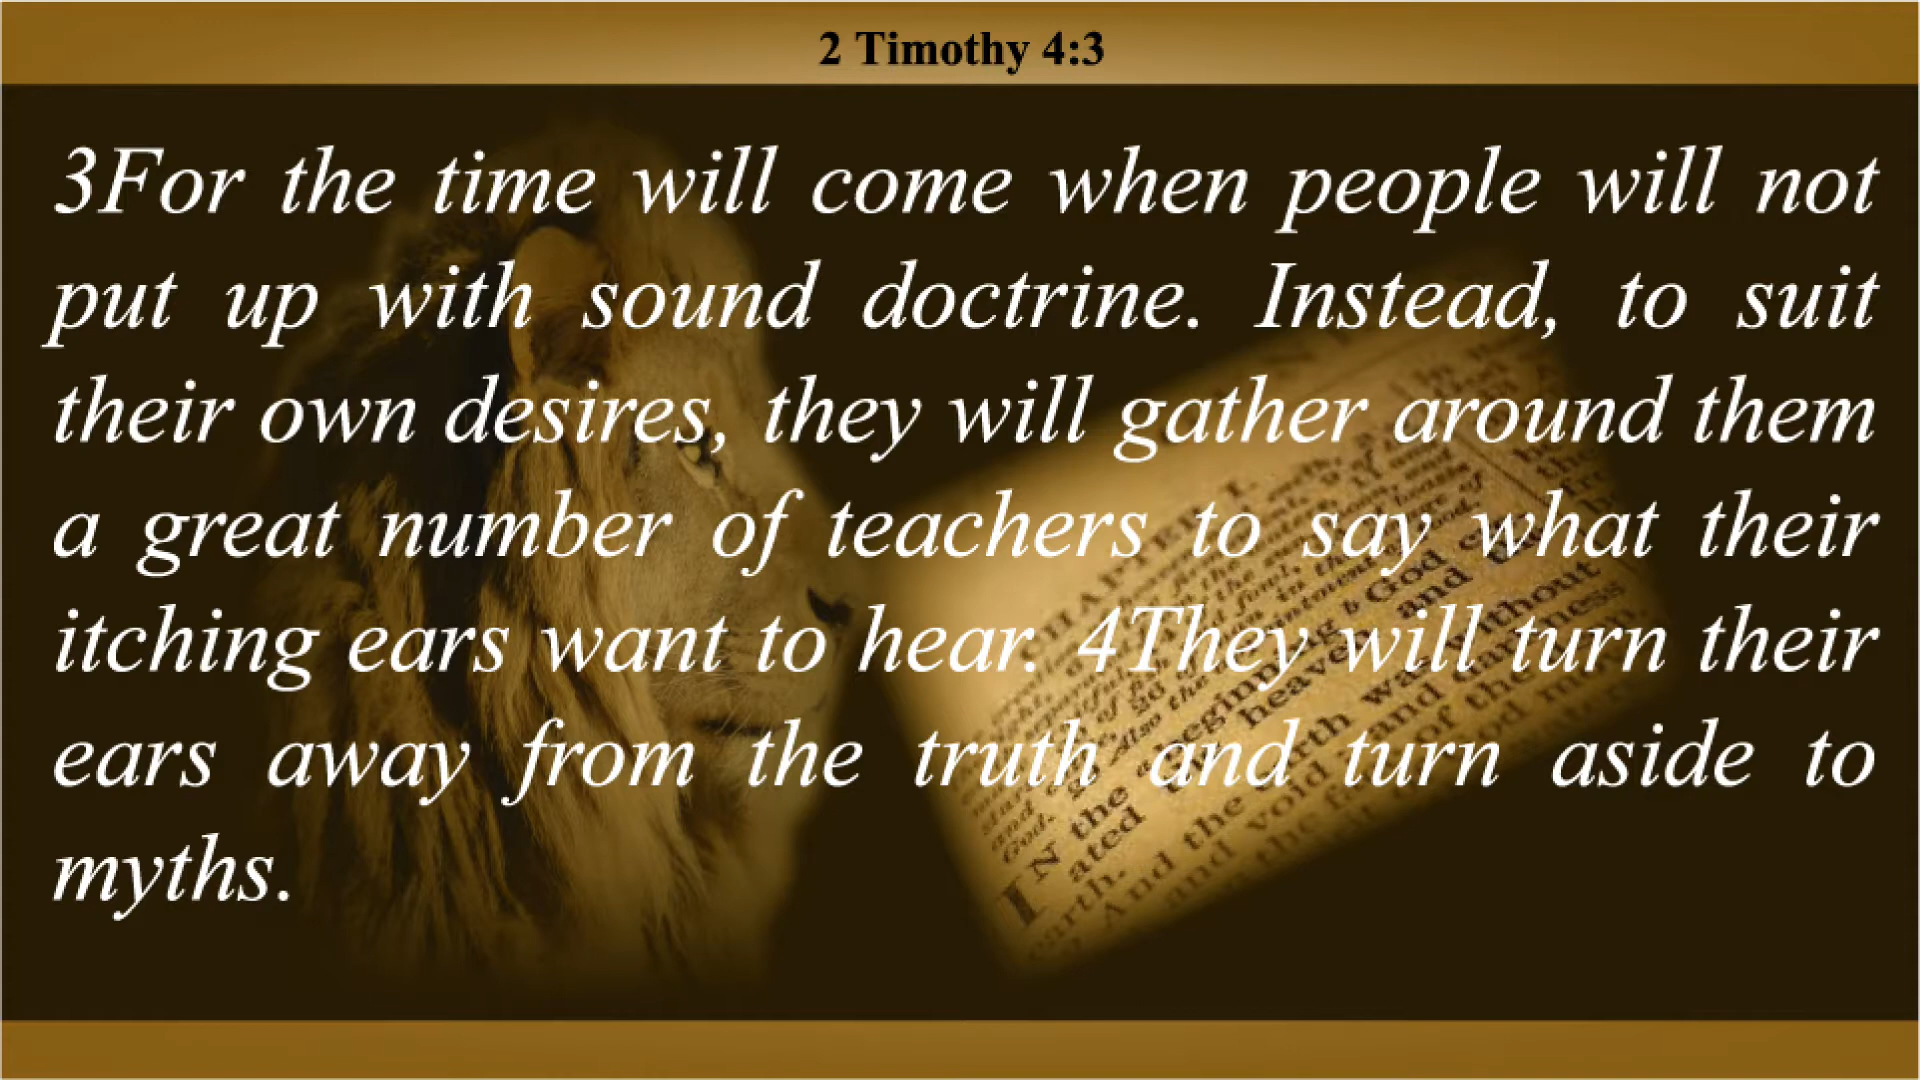 2 Timothy 4:3
3For the time will come when people will not
put up with sound doctrine. Instead, to suit
their own desires, they will gather around them
a great number of teachers to say what their
itching ears want to hear. 4They will turn their
ears away from the truth and turn aside to
myths.